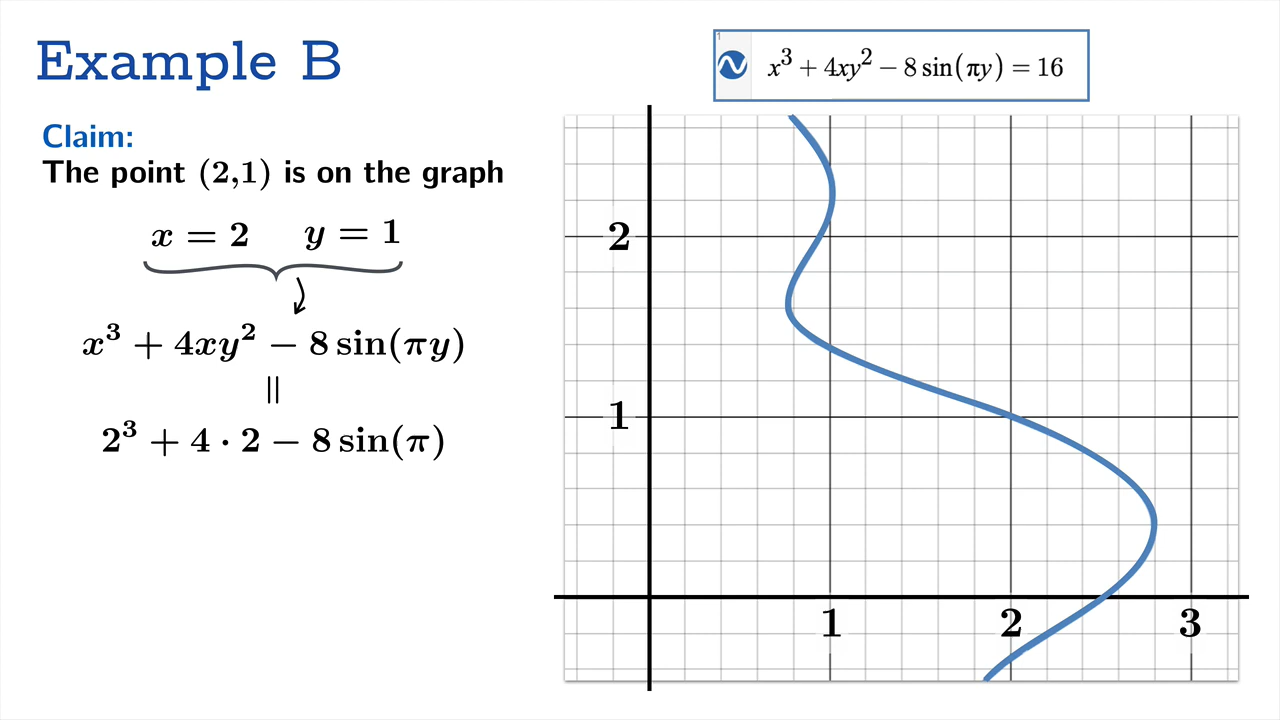 Example B
1
x³ + 4xy² − 8 sin(πy) = 16
Claim:
The point (2,1) is on the graph
x = 2 y = 1
x³ + 4xy² − 8 sin(πy)
||
2³ + 4 · 2 − 8 sin(π)
2
1
1 2 3